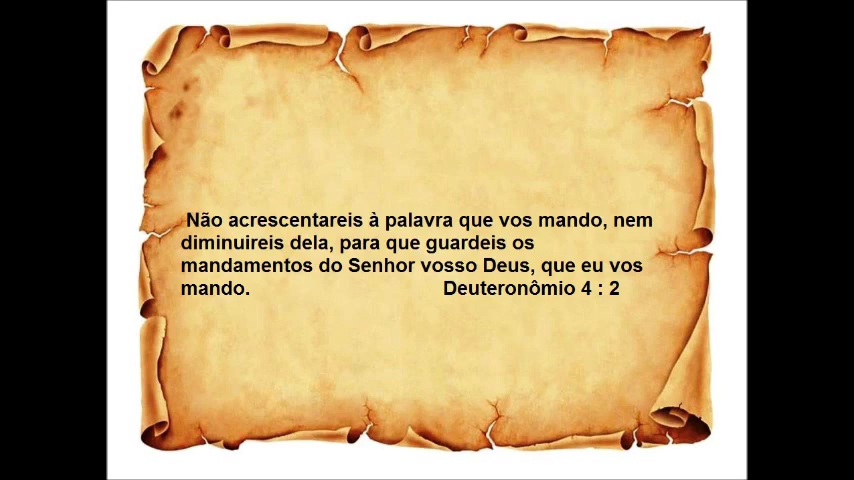 Não acrescentareis à palavra que vos mando, nem
diminuireis dela, para que guardeis os
mandamentos do Senhor vosso Deus, que eu vos
mando. Deuteronômio 4 : 2